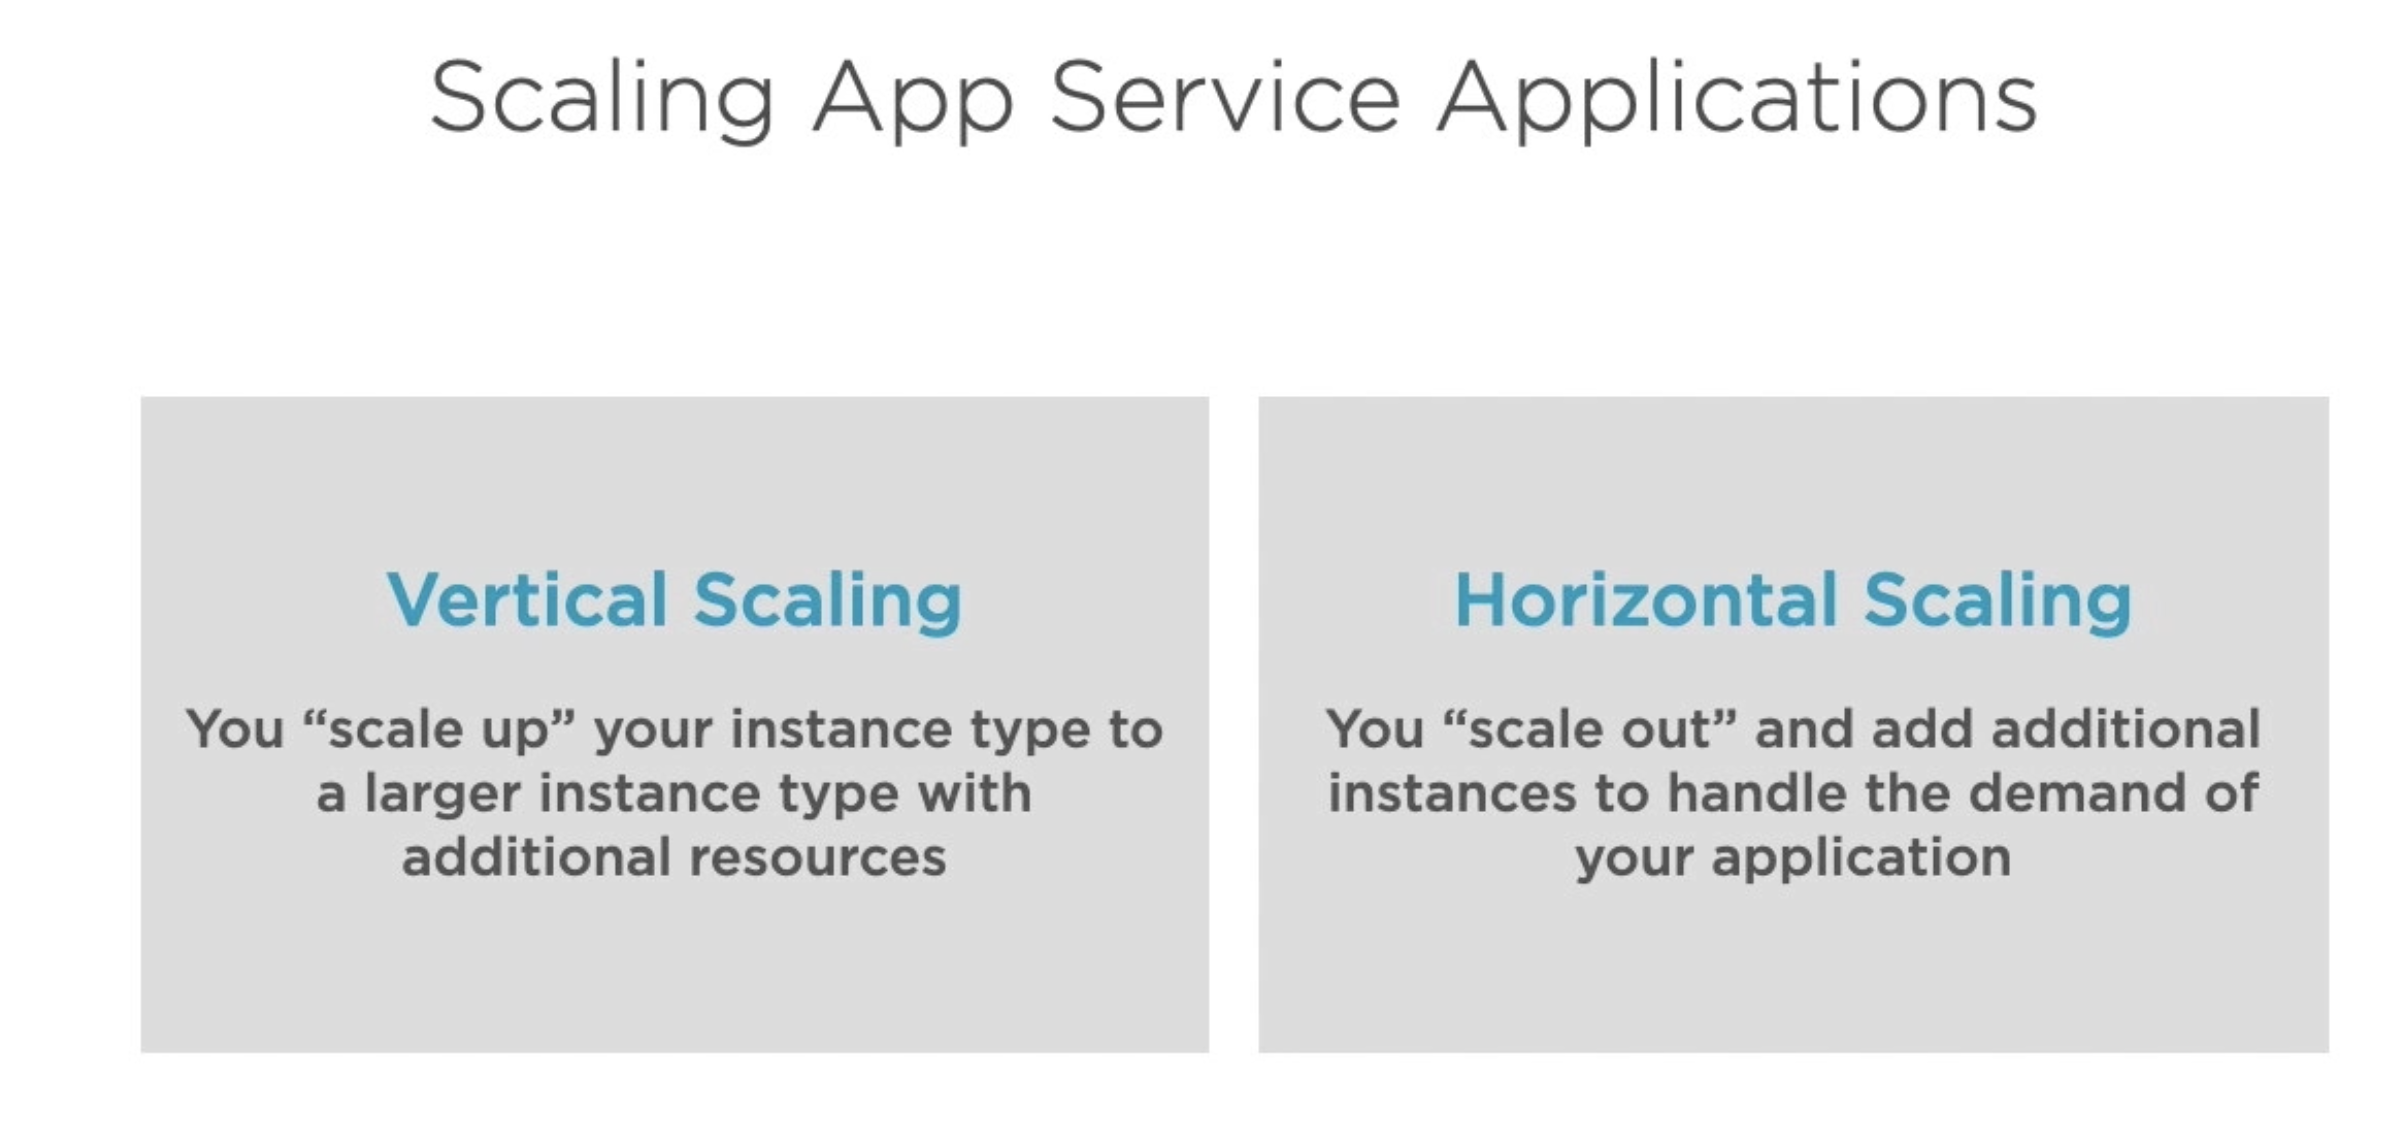 Scaling App Service Applications
Vertical Scaling
You “scale up” your instance type to
a larger instance type with
additional resources
Horizontal Scaling
You “scale out” and add additional
instances to handle the demand of
your application